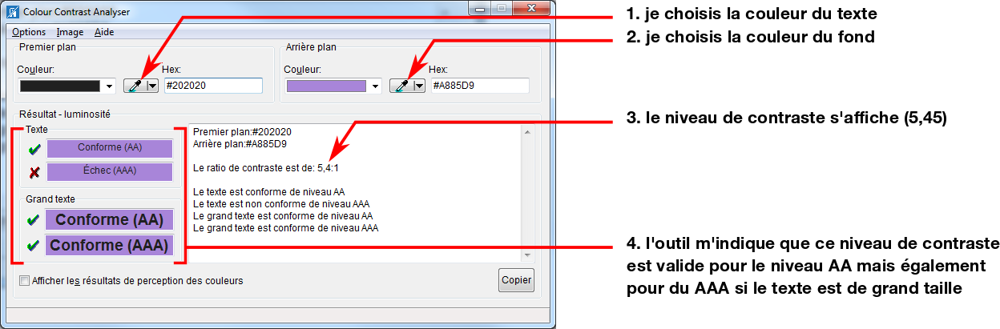 Colour Contrast Analyser
Options Image Aide
Premier plan
Couleur:
Hex:
#202020
Arrière plan
Couleur:
Hex:
#A885D9
Résultat - luminosité
Texte
Conforme (AA)
Échec (AAA)
Grand texte
Conforme (AA)
Conforme (AAA)
Premier plan:#202020
Arrière plan:#A885D9
Le ratio de contraste est de: 5,4:1
Le texte est conforme de niveau AA
Le texte est non conforme de niveau AAA
Le grand texte est conforme de niveau AA
Le grand texte est conforme de niveau AAA
Afficher les résultats de perception des couleurs
Copier
1. je choisis la couleur du texte
2. je choisis la couleur du fond
3. le niveau de contraste s'affiche (5,45)
4. l'outil m'indique que ce niveau de contraste
est valide pour le niveau AA mais également
pour du AAA si le texte est de grand taille